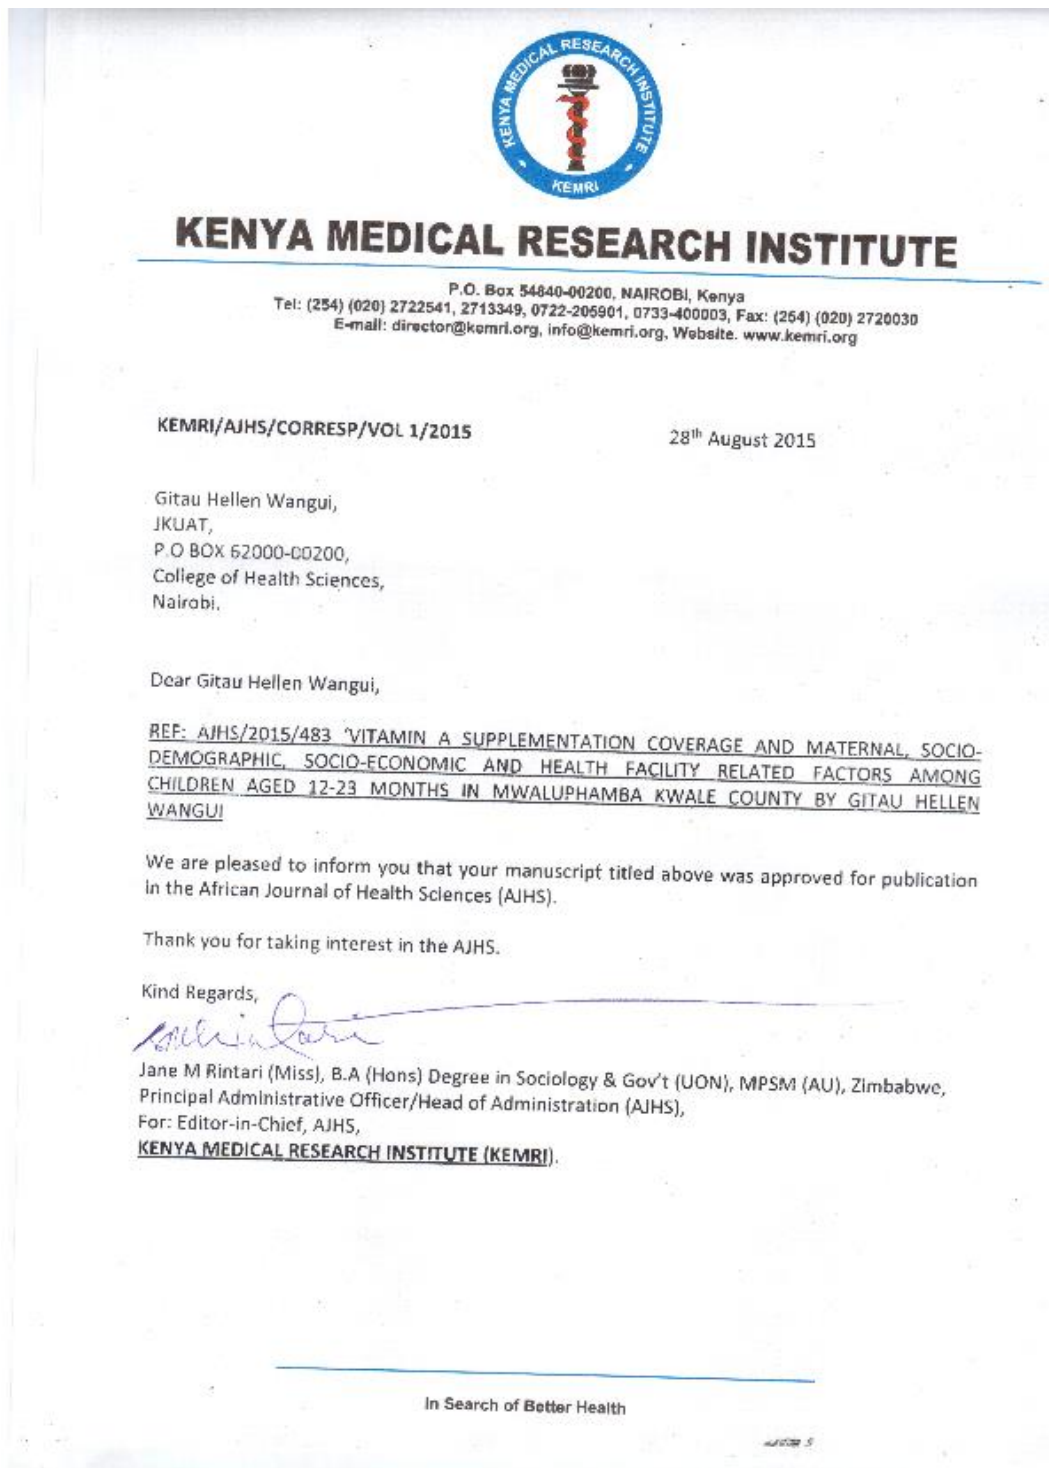 KENYA MEDICAL RESEARCH INSTITUTE
KEMRI
KENYA MEDICAL RESEARCH INSTITUTE
P.O. Box 54840-00200, NAIROBI, Kenya
Tel: (254) (020) 2722541, 2713349, 0722-205901, 0733-400003, Fax: (254) (020) 2720030
E-mail: director@kemri.org, info@kemri.org, Website. www.kemri.org
KEMRI/AJHS/CORRESP/VOL 1/2015
28th August 2015
Gitau Hellen Wangui,
JKUAT,
P.O BOX 62000-00200,
College of Health Sciences,
Nairobi.
Dear Gitau Hellen Wangui,
REF: AJHS/2015/483 'VITAMIN A SUPPLEMENTATION COVERAGE AND MATERNAL, SOCIO-
DEMOGRAPHIC, SOCIO-ECONOMIC AND HEALTH FACILITY RELATED FACTORS AMONG
CHILDREN AGED 12-23 MONTHS IN MWALUPHAMBA KWALE COUNTY BY GITAU HELLEN
WANGUI
We are pleased to inform you that your manuscript titled above was approved for publication
in the African Journal of Health Sciences (AJHS).
Thank you for taking interest in the AJHS.
Kind Regards,
Jane M Rintari (Miss), B.A (Hons) Degree in Sociology & Gov't (UON), MPSM (AU), Zimbabwe,
Principal Administrative Officer/Head of Administration (AJHS),
For: Editor-in-Chief, AJHS,
KENYA MEDICAL RESEARCH INSTITUTE (KEMRI).
In Search of Better Health